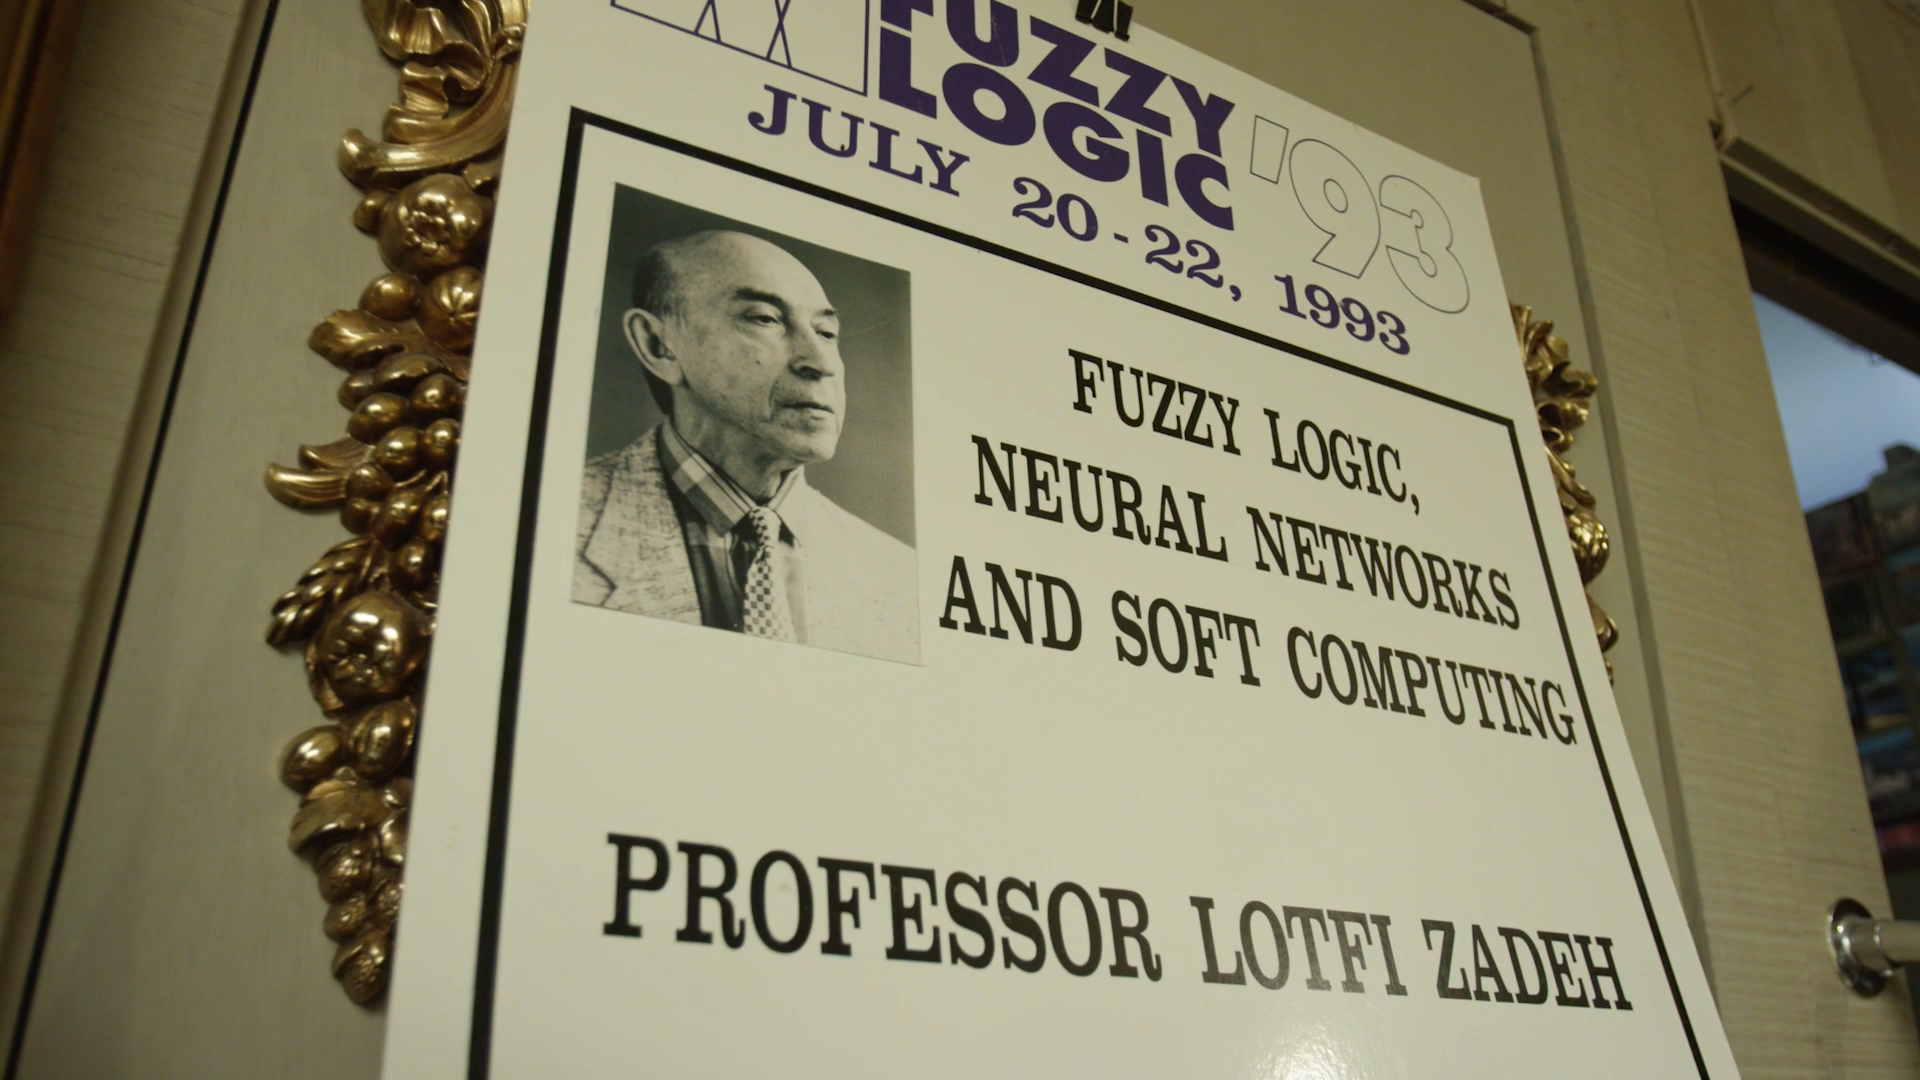 FUZZY
LOGIC '93
JULY 20-22, 1993
FUZZY LOGIC,
NEURAL NETWORKS
AND SOFT COMPUTING
PROFESSOR LOTFI ZADEH